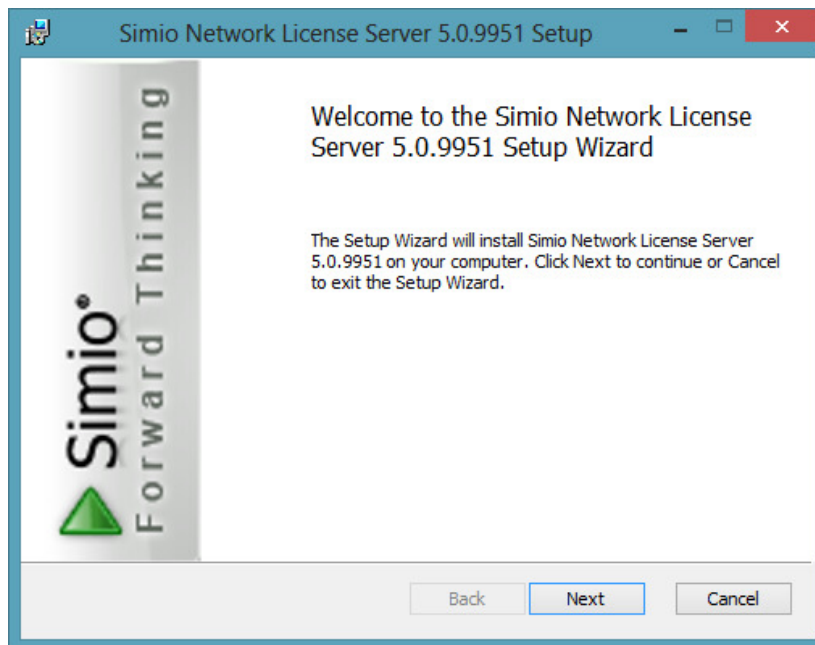 Simio Network License Server 5.0.9951 Setup
Simio®
Forward Thinking
Welcome to the Simio Network License
Server 5.0.9951 Setup Wizard
The Setup Wizard will install Simio Network License Server
5.0.9951 on your computer. Click Next to continue or Cancel
to exit the Setup Wizard.
Back
Next
Cancel